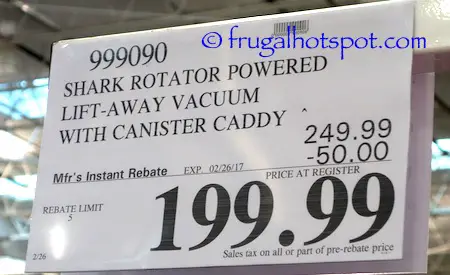 © frugalhotspot.com
999090
SHARK ROTATOR POWERED
LIFT-AWAY VACUUM
WITH CANISTER CADDY
249.99
-50.00
Mfr's Instant Rebate EXP. 02/26/17 PRICE AT REGISTER
REBATE LIMIT
5
199.99
2/26
Sales tax on all or part of pre-rebate price